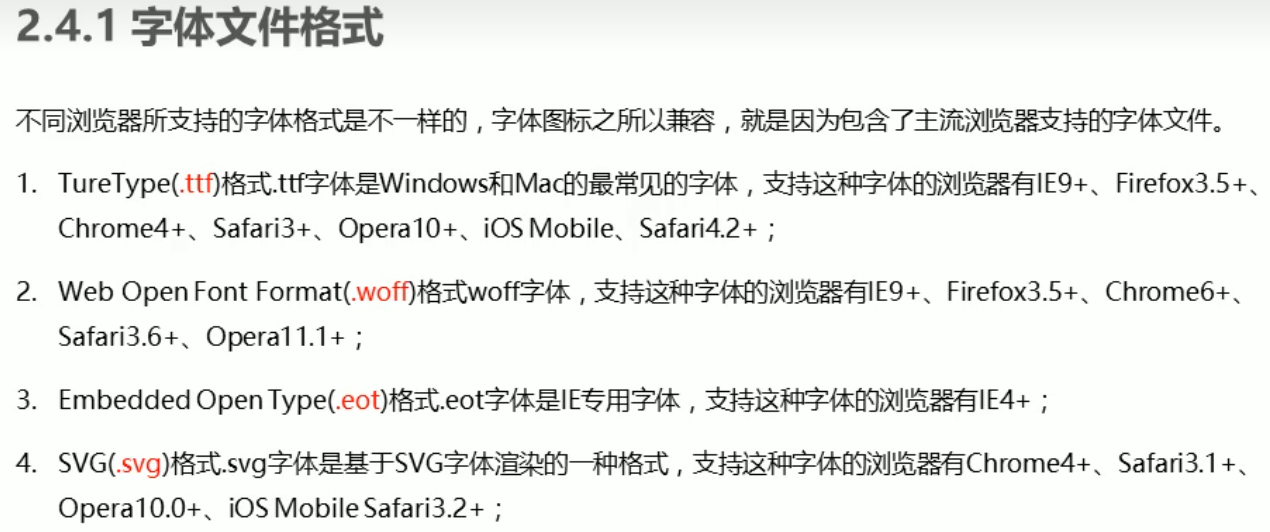 2.4.1 字体文件格式
不同浏览器所支持的字体格式是不一样的，字体图标之所以兼容，就是因为包含了主流浏览器支持的字体文件。
1. TureType(.ttf)格式.ttf字体是Windows和Mac的最常见的字体，支持这种字体的浏览器有IE9+、Firefox3.5+、
Chrome4+、Safari3+、Opera10+、iOS Mobile、Safari4.2+；
2. Web Open Font Format(.woff)格式woff字体，支持这种字体的浏览器有IE9+、Firefox3.5+、Chrome6+、
Safari3.6+、Opera11.1+；
3. Embedded Open Type(.eot)格式.eot字体是IE专用字体，支持这种字体的浏览器有IE4+；
4. SVG(.svg)格式.svg字体是基于SVG字体渲染的一种格式，支持这种字体的浏览器有Chrome4+、Safari3.1+、
Opera10.0+、iOS Mobile Safari3.2+；